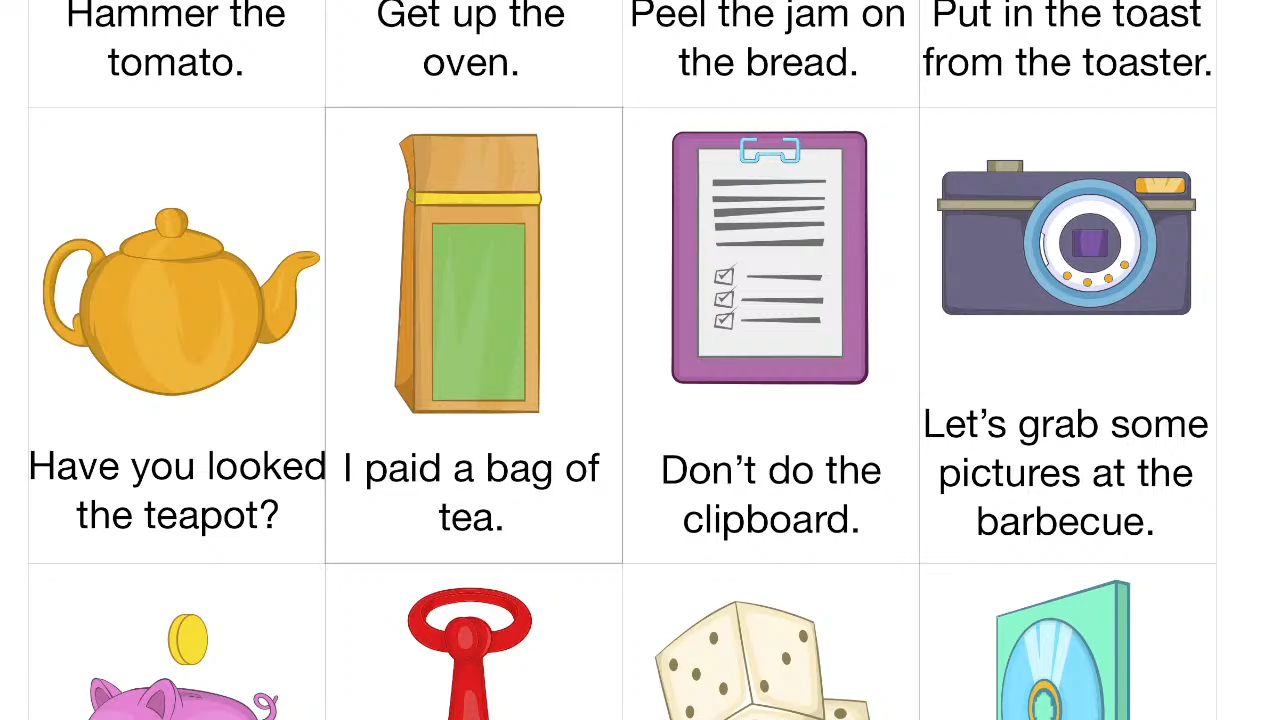 Hammer the
tomato.
Get up the
oven.
Peel the jam on
the bread.
Put in the toast
from the toaster.
Have you looked
the teapot?
I paid a bag of
tea.
Don’t do the
clipboard.
Let’s grab some
pictures at the
barbecue.